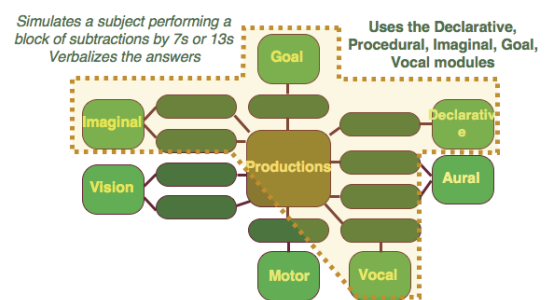 Simulates a subject performing a
block of subtractions by 7s or 13s
Verbalizes the answers
Uses the Declarative,
Procedural, Imaginal, Goal,
Vocal modules
Goal
Imaginal
Declarativ
e
Productions
Vision
Aural
Motor
Vocal